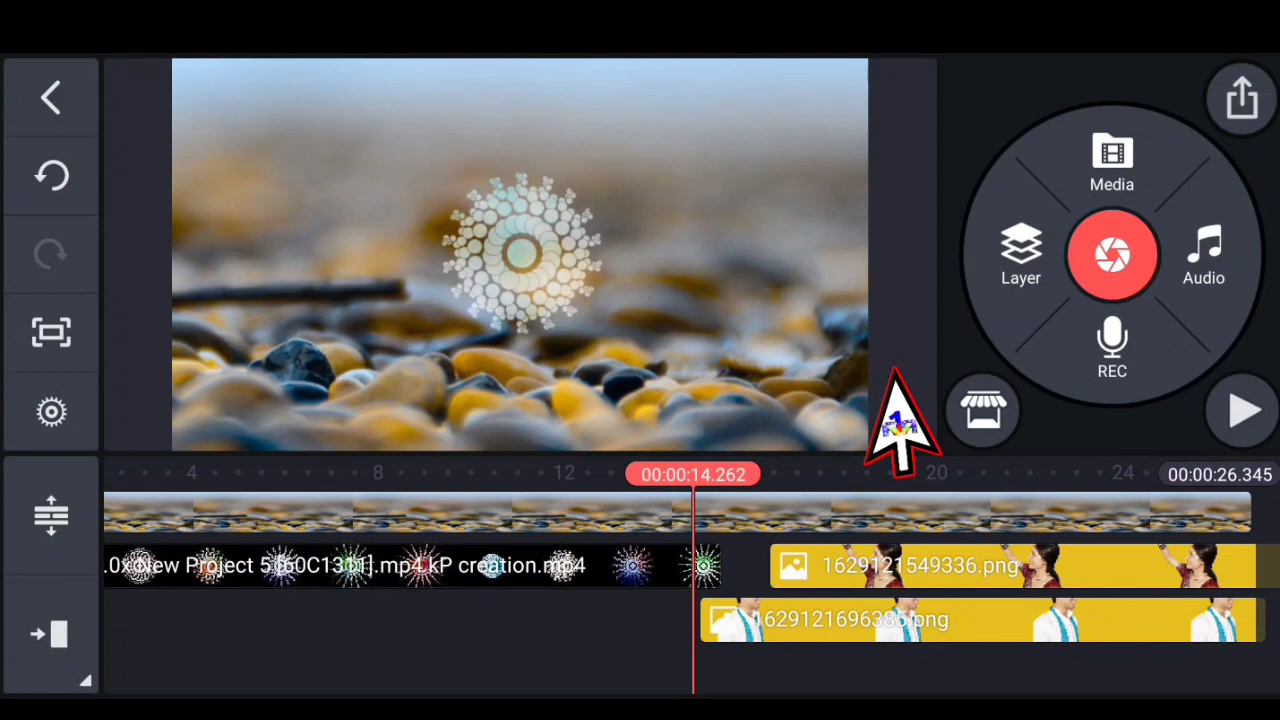 Media
Layer
Audio
REC
4
8
12
00:00:14.262
20
24
00:00:26.345
.0x New Project 5 [60C1311].mp4.kP creation.mp4
1629121549336.png
1629121696385.png